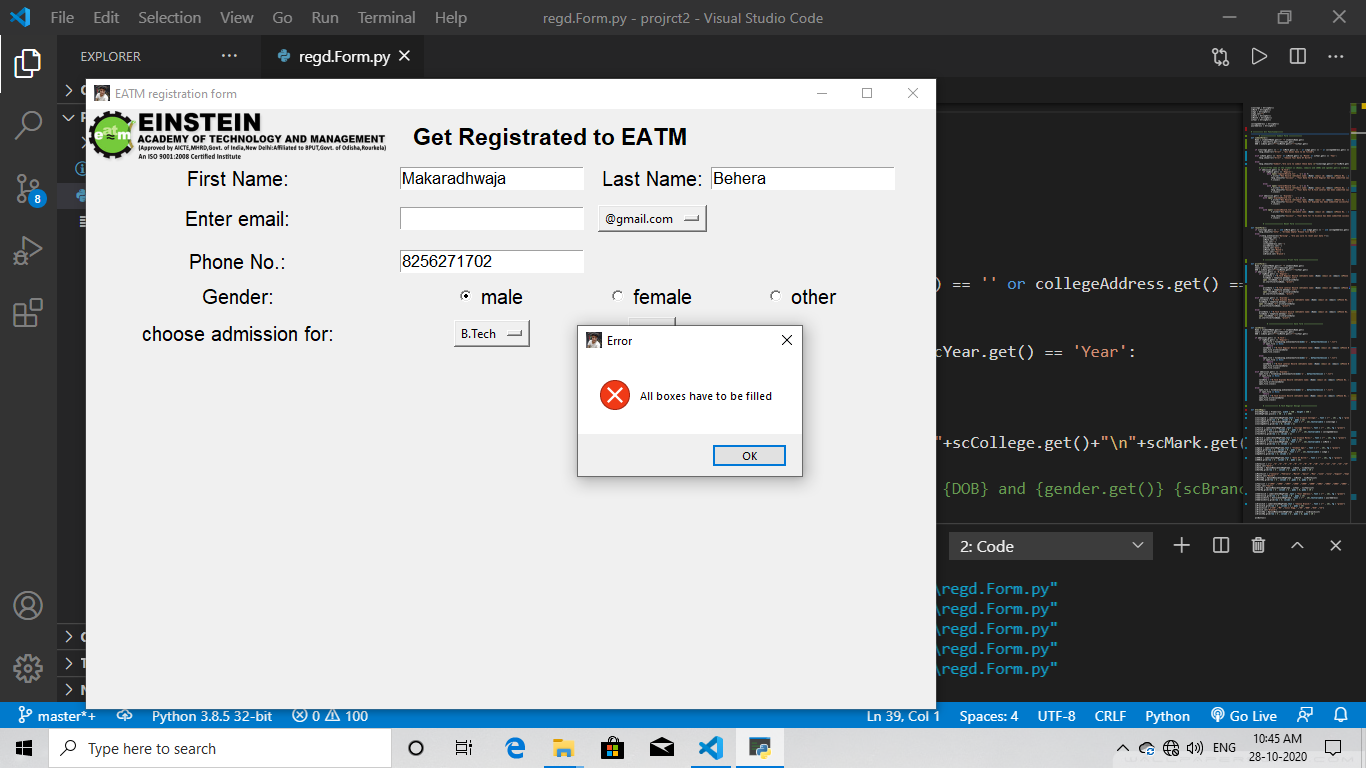 File Edit Selection View Go Run Terminal Help regd.Form.py - projrct2 - Visual Studio Code
EXPLORER
regd.Form.py
EATM registration form
eatm
EINSTEIN
ACADEMY OF TECHNOLOGY AND MANAGEMENT
(Approved by AICTE,MHRD,Govt. of India,New Delhi:Affiliated to BPUT,Govt. of Odisha,Rourkela)
An ISO 9001:2008 Certified Institute
Get Registrated to EATM
First Name: Makaradhwaja Last Name: Behera
Enter email: @gmail.com
Phone No.: 8256271702
Gender: male female other
choose admission for: B.Tech
Error
All boxes have to be filled
OK
) == '' or collegeAddress.get() ==
cYear.get() == 'Year':
"+scCollege.get()+"\n"+scMark.get(
{DOB} and {gender.get()} {scBran
8
2: Code
\regd.Form.py"
\regd.Form.py"
\regd.Form.py"
\regd.Form.py"
\regd.Form.py"
master*+ Python 3.8.5 32-bit 0 100 Ln 39, Col 1 Spaces: 4 UTF-8 CRLF Python Go Live
Type here to search
ENG 10:45 AM
28-10-2020